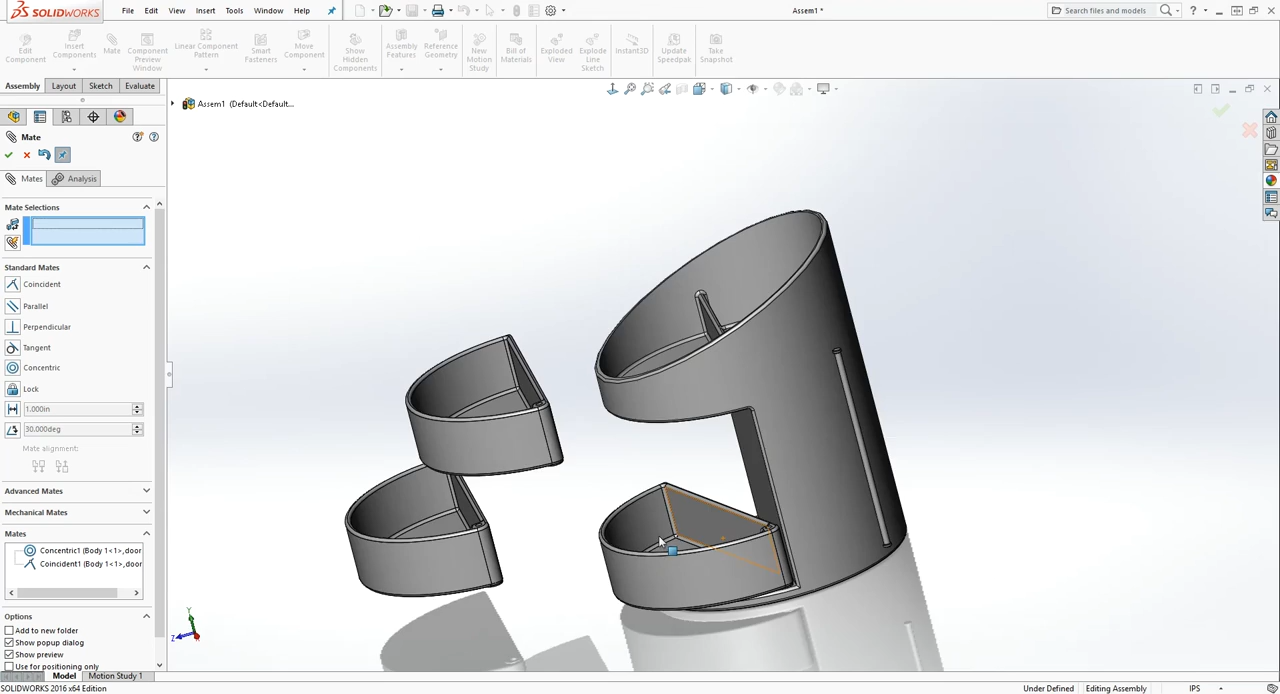 SOLIDWORKS
File Edit View Insert Tools Window Help
Assem1 *
Search files and models
Edit Component
Insert Components
Mate
Component Preview Window
Linear Component Pattern
Smart Fasteners
Move Component
Show Hidden Components
Assembly Features
Reference Geometry
New Motion Study
Bill of Materials
Exploded View
Explode Line Sketch
Instant3D
Update Speedpak
Take Snapshot
Assembly Layout Sketch Evaluate
Assem1 (Default<Default...
Mate
Mates Analysis
Mate Selections
Standard Mates
Coincident
Parallel
Perpendicular
Tangent
Concentric
Lock
1.000in
30.000deg
Mate alignment:
Advanced Mates
Mechanical Mates
Mates
Concentric1 (Body 1<1>,door
Coincident1 (Body 1<1>,door
Options
Add to new folder
Show popup dialog
Show preview
Use for positioning only
Y
Z
Model Motion Study 1
SOLIDWORKS 2016 x64 Edition
Under Defined Editing Assembly IPS